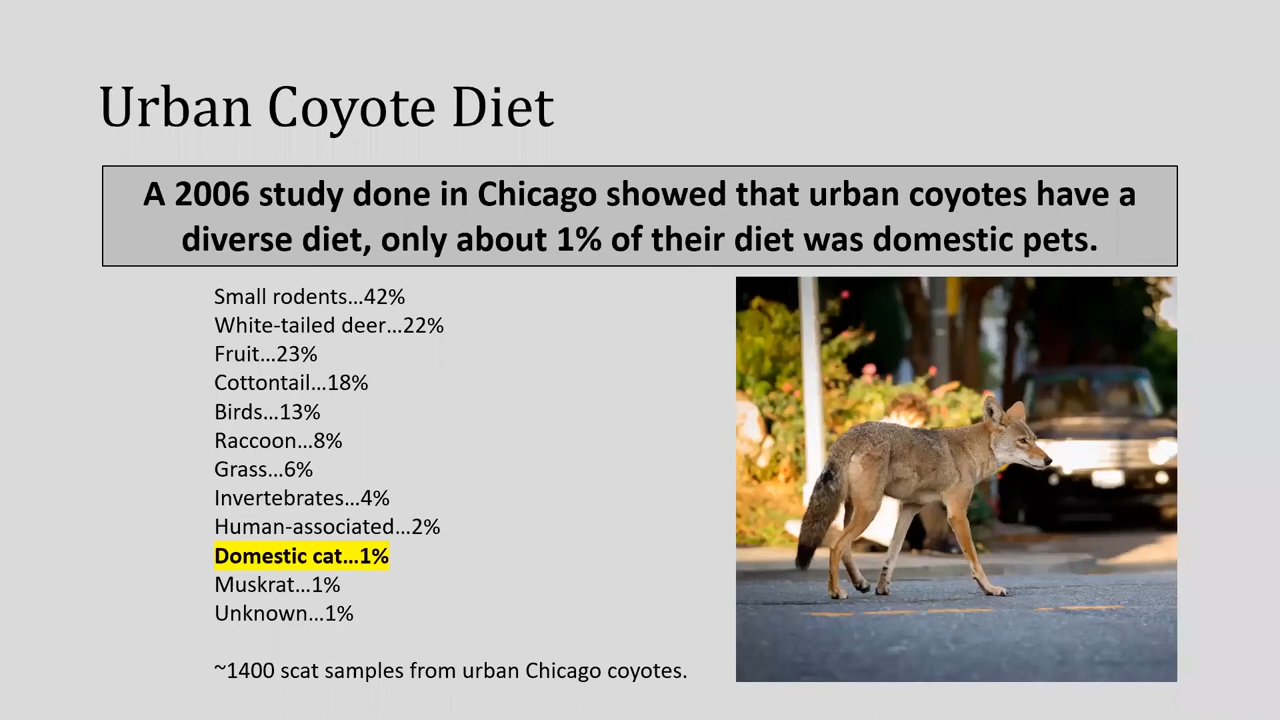 Urban Coyote Diet
A 2006 study done in Chicago showed that urban coyotes have a
diverse diet, only about 1% of their diet was domestic pets.
Small rodents...42%
White-tailed deer...22%
Fruit...23%
Cottontail...18%
Birds...13%
Raccoon...8%
Grass...6%
Invertebrates...4%
Human-associated...2%
Domestic cat...1%
Muskrat...1%
Unknown...1%
~1400 scat samples from urban Chicago coyotes.